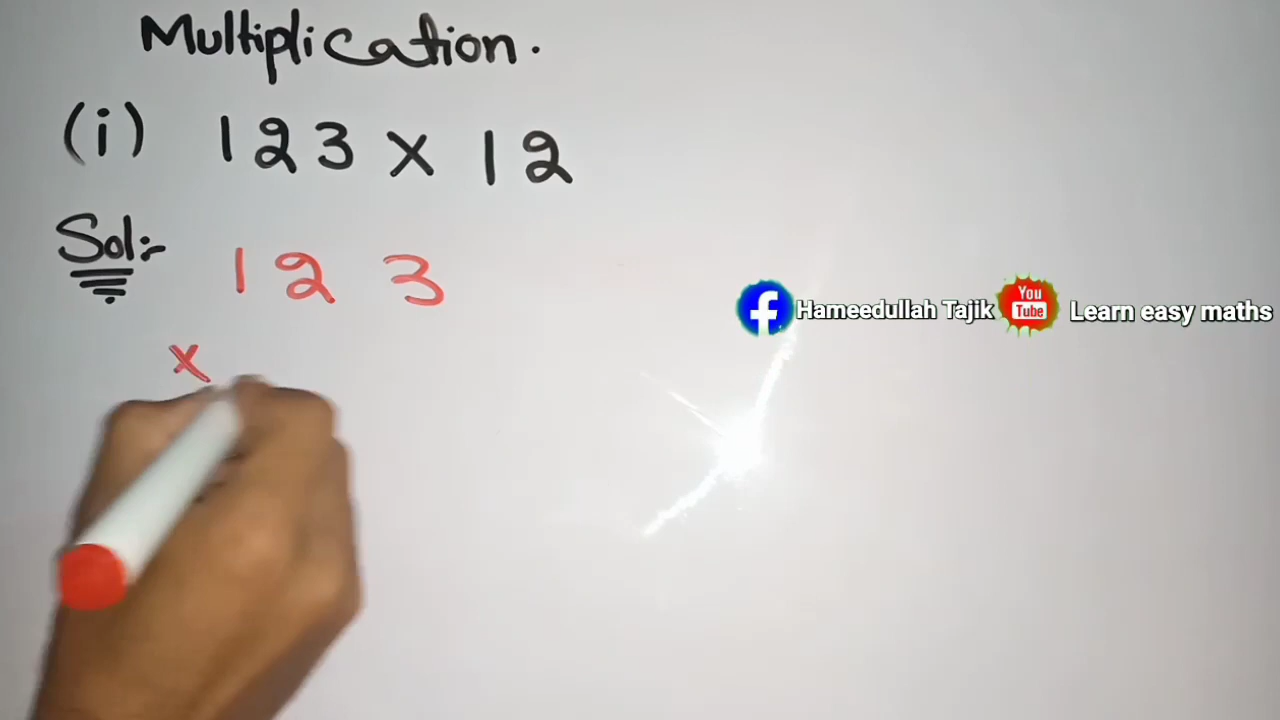 Multiplication.
(i) 123 x 12
Sol:-
1 2 3
x
Hameedullah Tajik
You
Tube
Learn easy maths